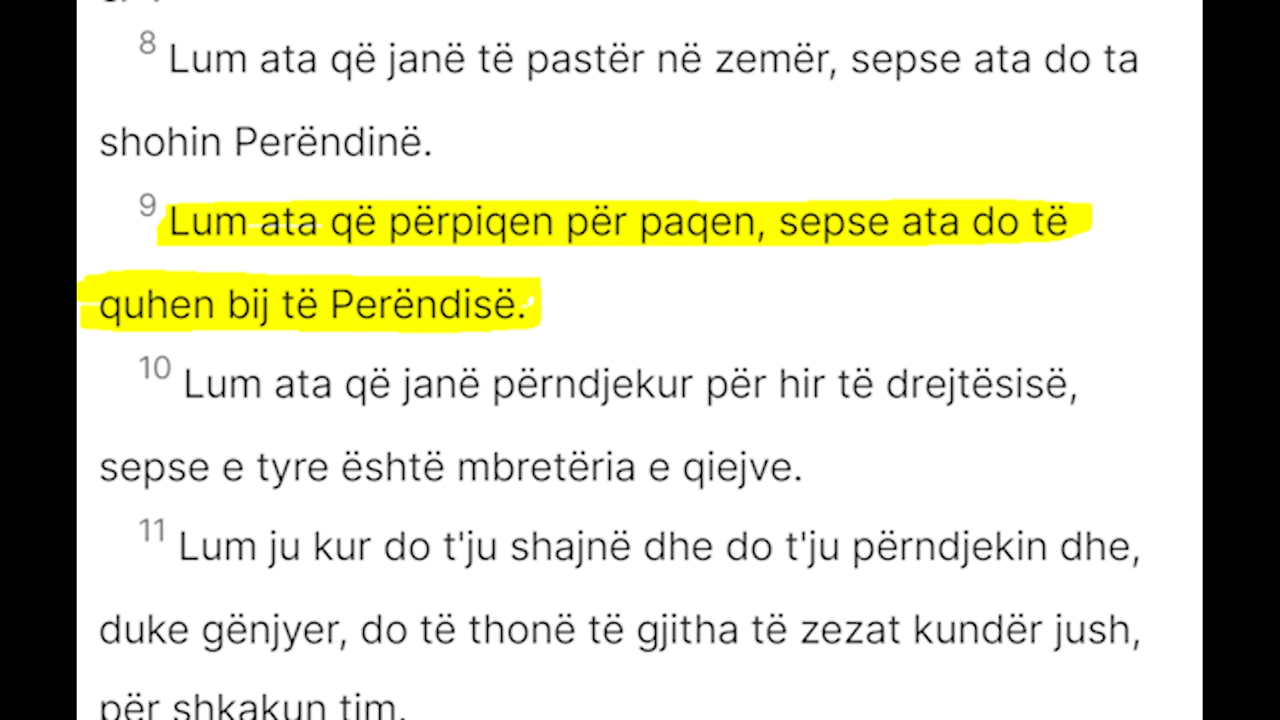 8 Lum ata që janë të pastër në zemër, sepse ata do ta
shohin Perëndinë.
9 Lum ata që përpiqen për paqen, sepse ata do të
quhen bij të Perëndisë.
10 Lum ata që janë përndjekur për hir të drejtësisë,
sepse e tyre është mbretëria e qiejve.
11 Lum ju kur do t'ju shajnë dhe do t'ju përndjekin dhe,
duke gënjyer, do të thonë të gjitha të zezat kundër jush,
për shkakun tim.